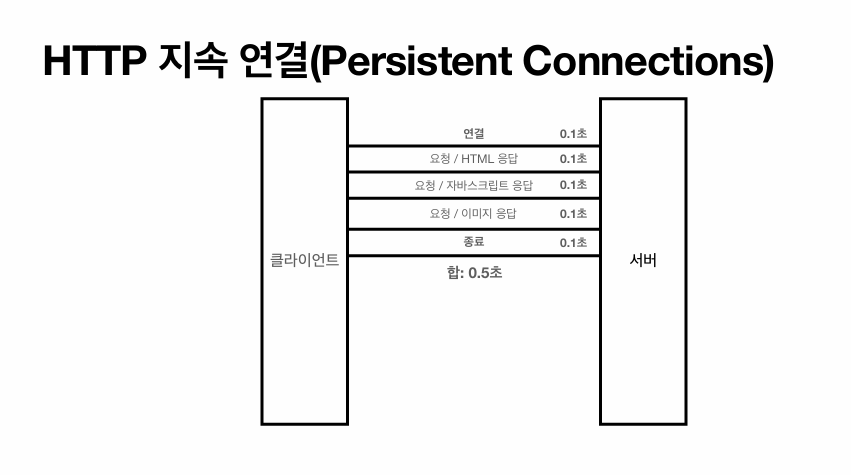 HTTP 지속 연결(Persistent Connections)
연결 0.1초
요청 / HTML 응답 0.1초
요청 / 자바스크립트 응답 0.1초
요청 / 이미지 응답 0.1초
종료 0.1초
클라이언트
서버
합: 0.5초